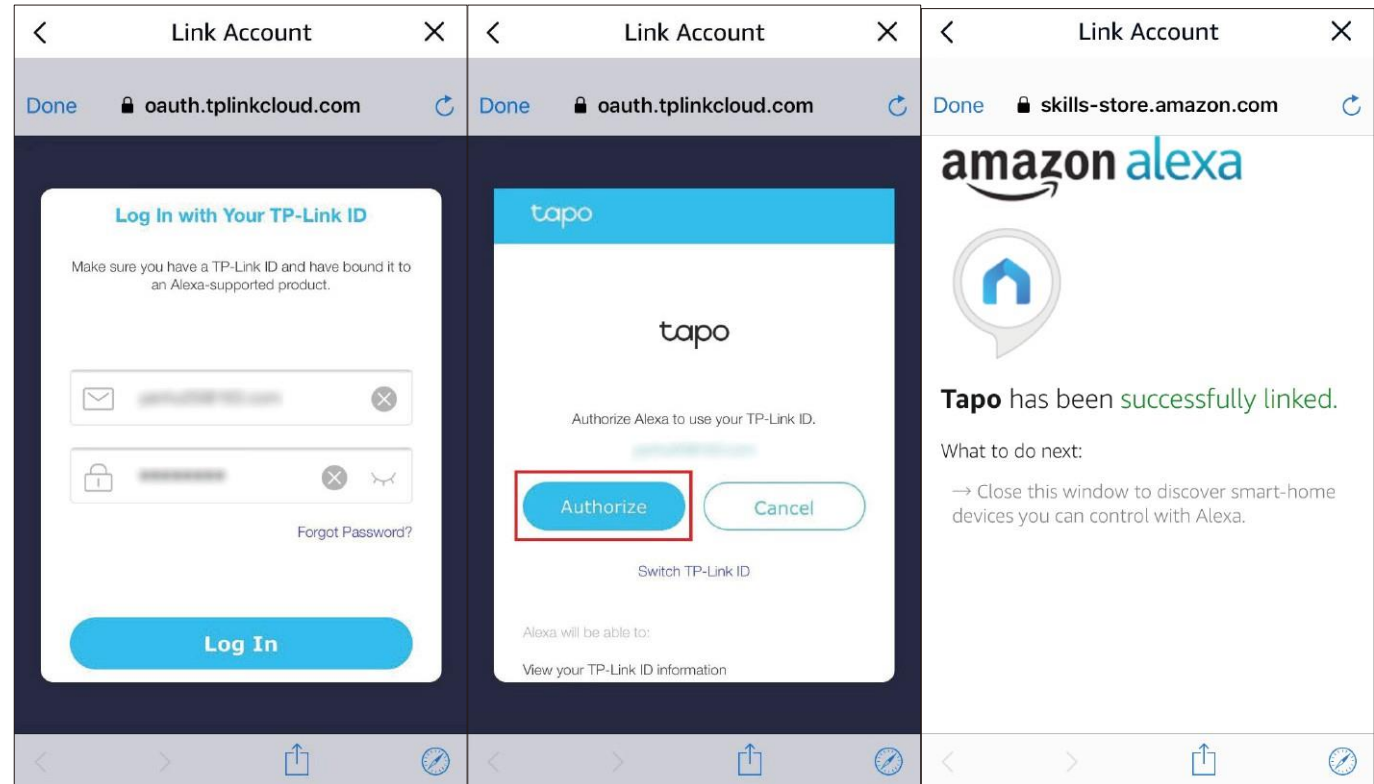 Link Account
Done oauth.tplinkcloud.com
Log In with Your TP-Link ID
Make sure you have a TP-Link ID and have bound it to
an Alexa-supported product.
Forgot Password?
Log In
Link Account
Done oauth.tplinkcloud.com
tapo
tapo
Authorize Alexa to use your TP-Link ID.
Authorize Cancel
Switch TP-Link ID
Alexa will be able to:
View your TP-Link ID information
Link Account
Done skills-store.amazon.com
amazon alexa
Tapo has been successfully linked.
What to do next:
→ Close this window to discover smart-home
devices you can control with Alexa.